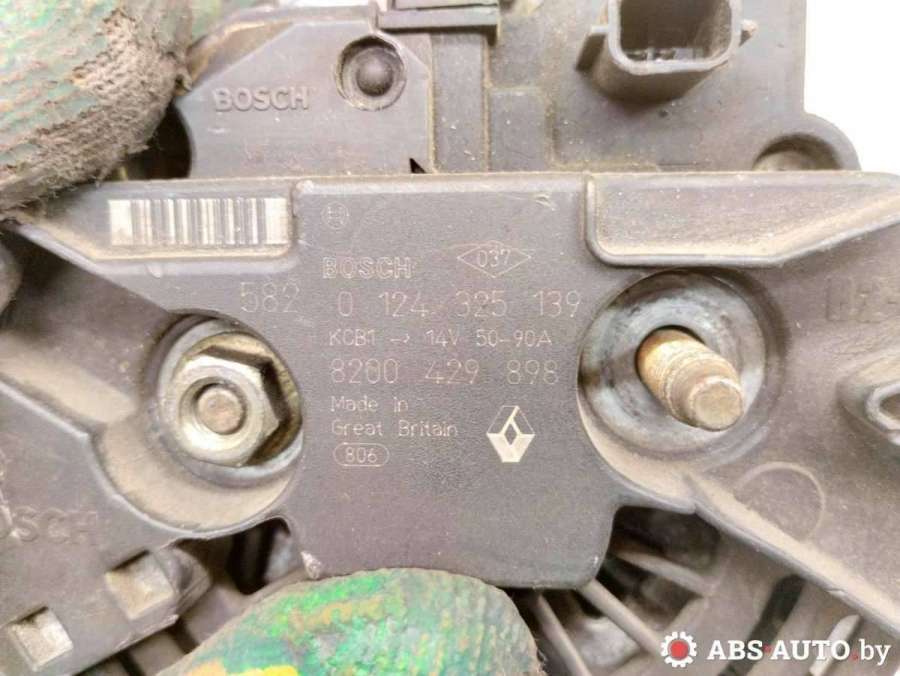 BOSCH
BOSCH
037
582
0 124 325 139
KCB1 → 14V 50-90A
8200 429 898
Made in
Great Britain
806
BOSCH
ABS-AUTO.by